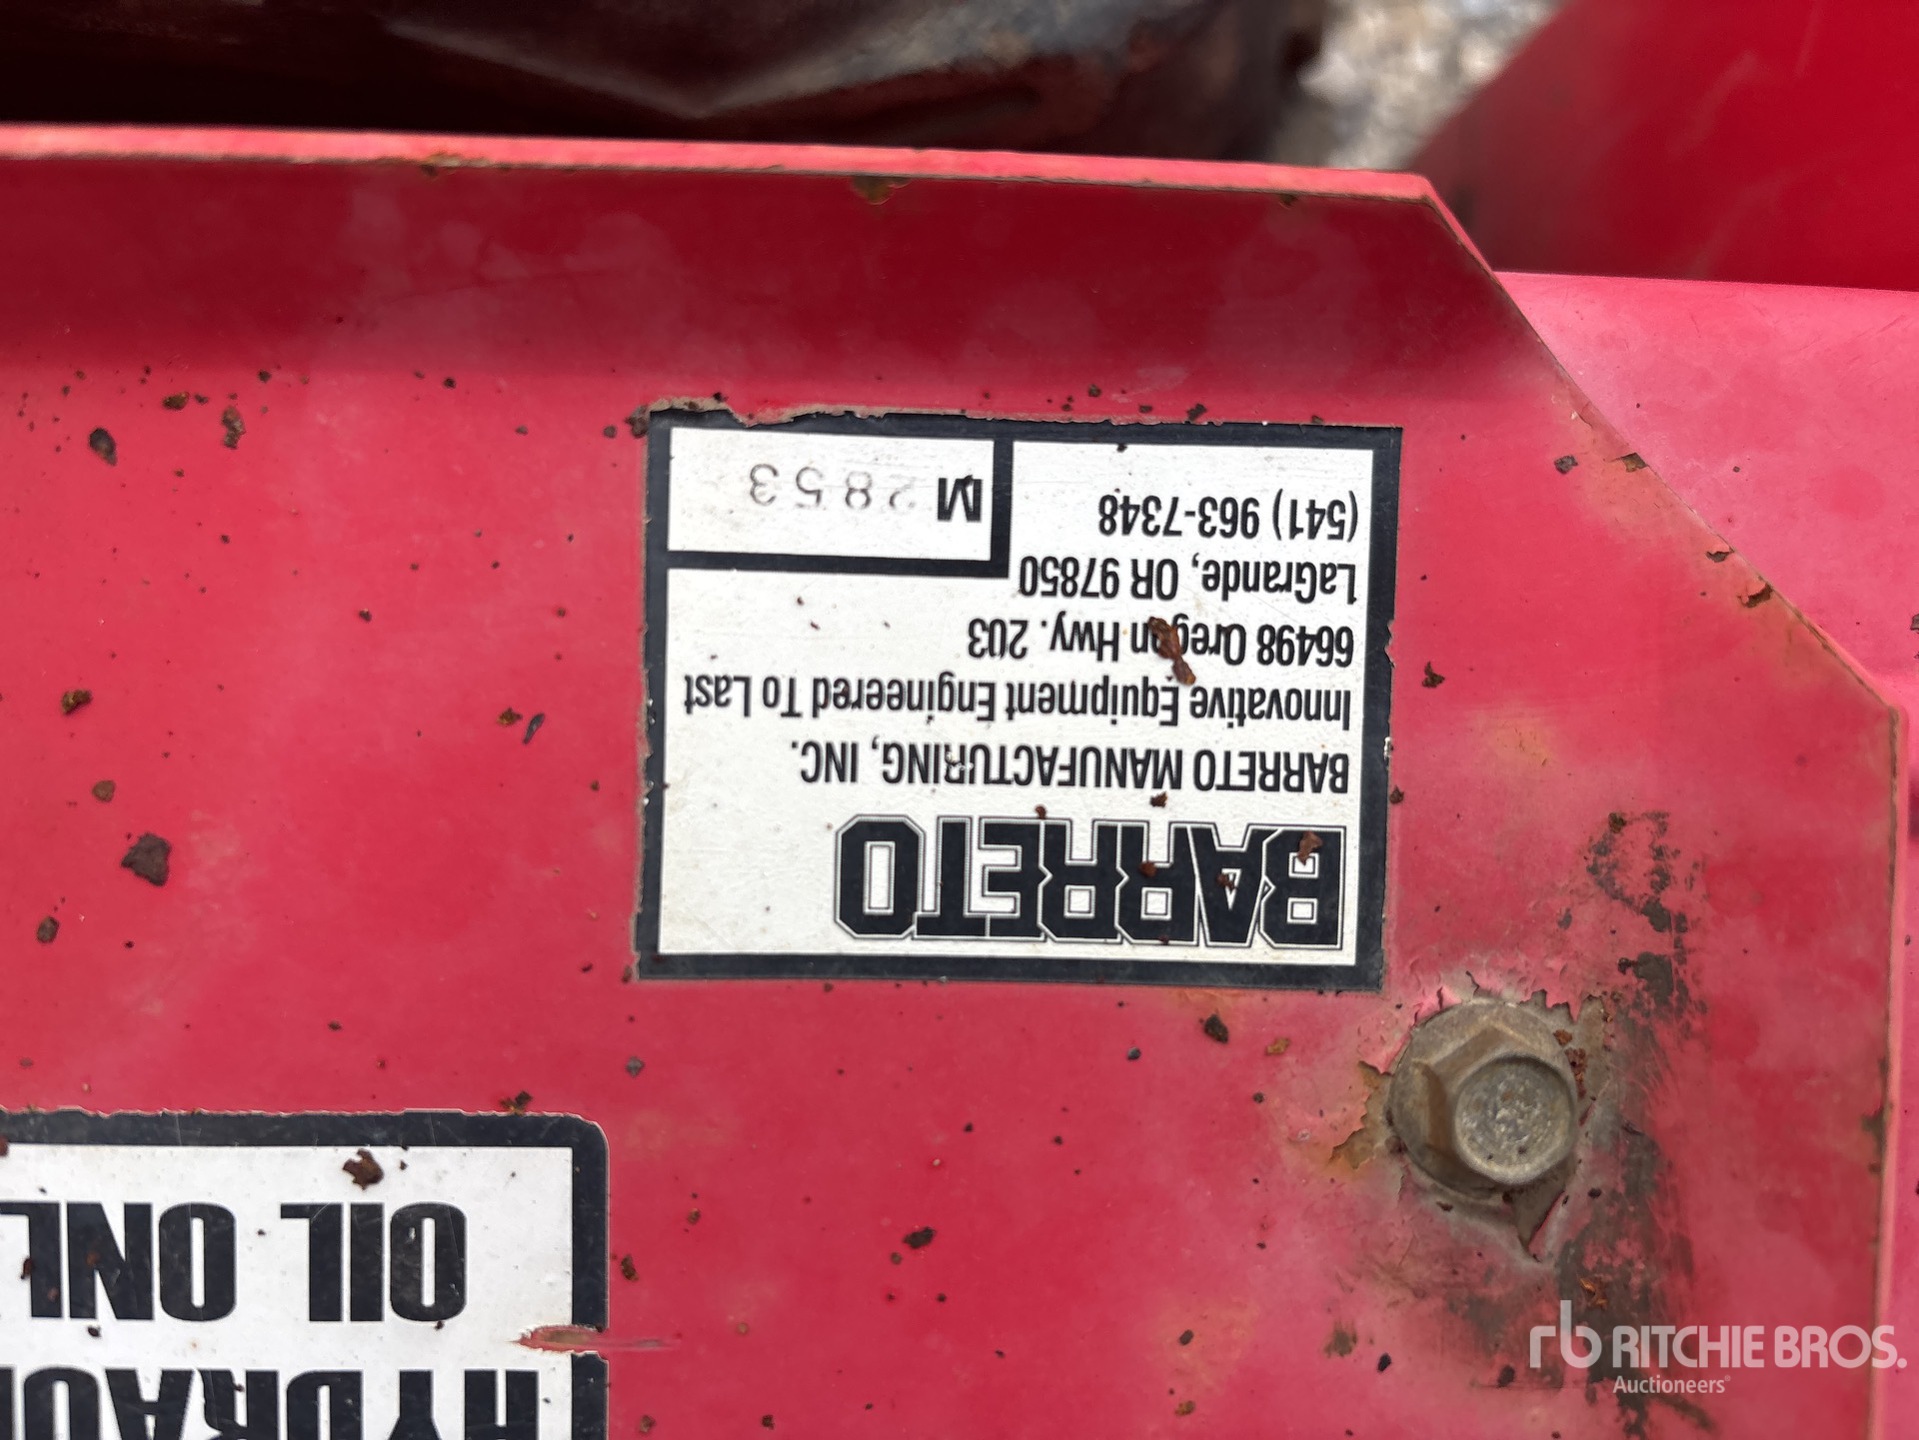 BARRETO
BARRETO MANUFACTURING, INC.
Innovative Equipment Engineered To Last
66498 Oregon Hwy. 203
LaGrande, OR 97850
(541) 963-7348
M 2853
HYDRAU
OIL ONL
rb RITCHIE BROS.
Auctioneers®